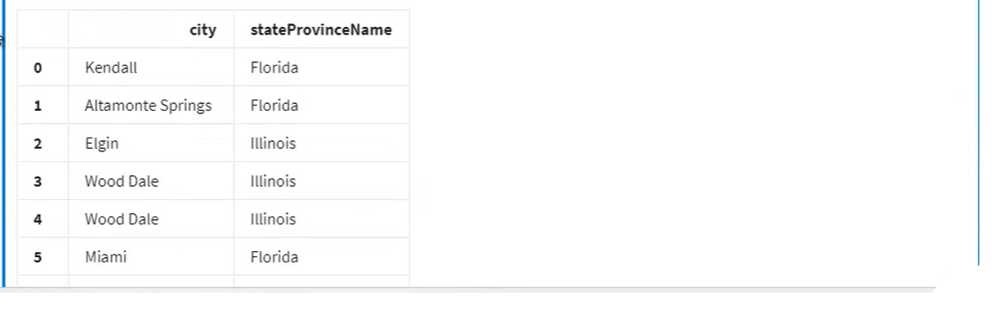 city stateProvinceName
0 Kendall Florida
1 Altamonte Springs Florida
2 Elgin Illinois
3 Wood Dale Illinois
4 Wood Dale Illinois
5 Miami Florida